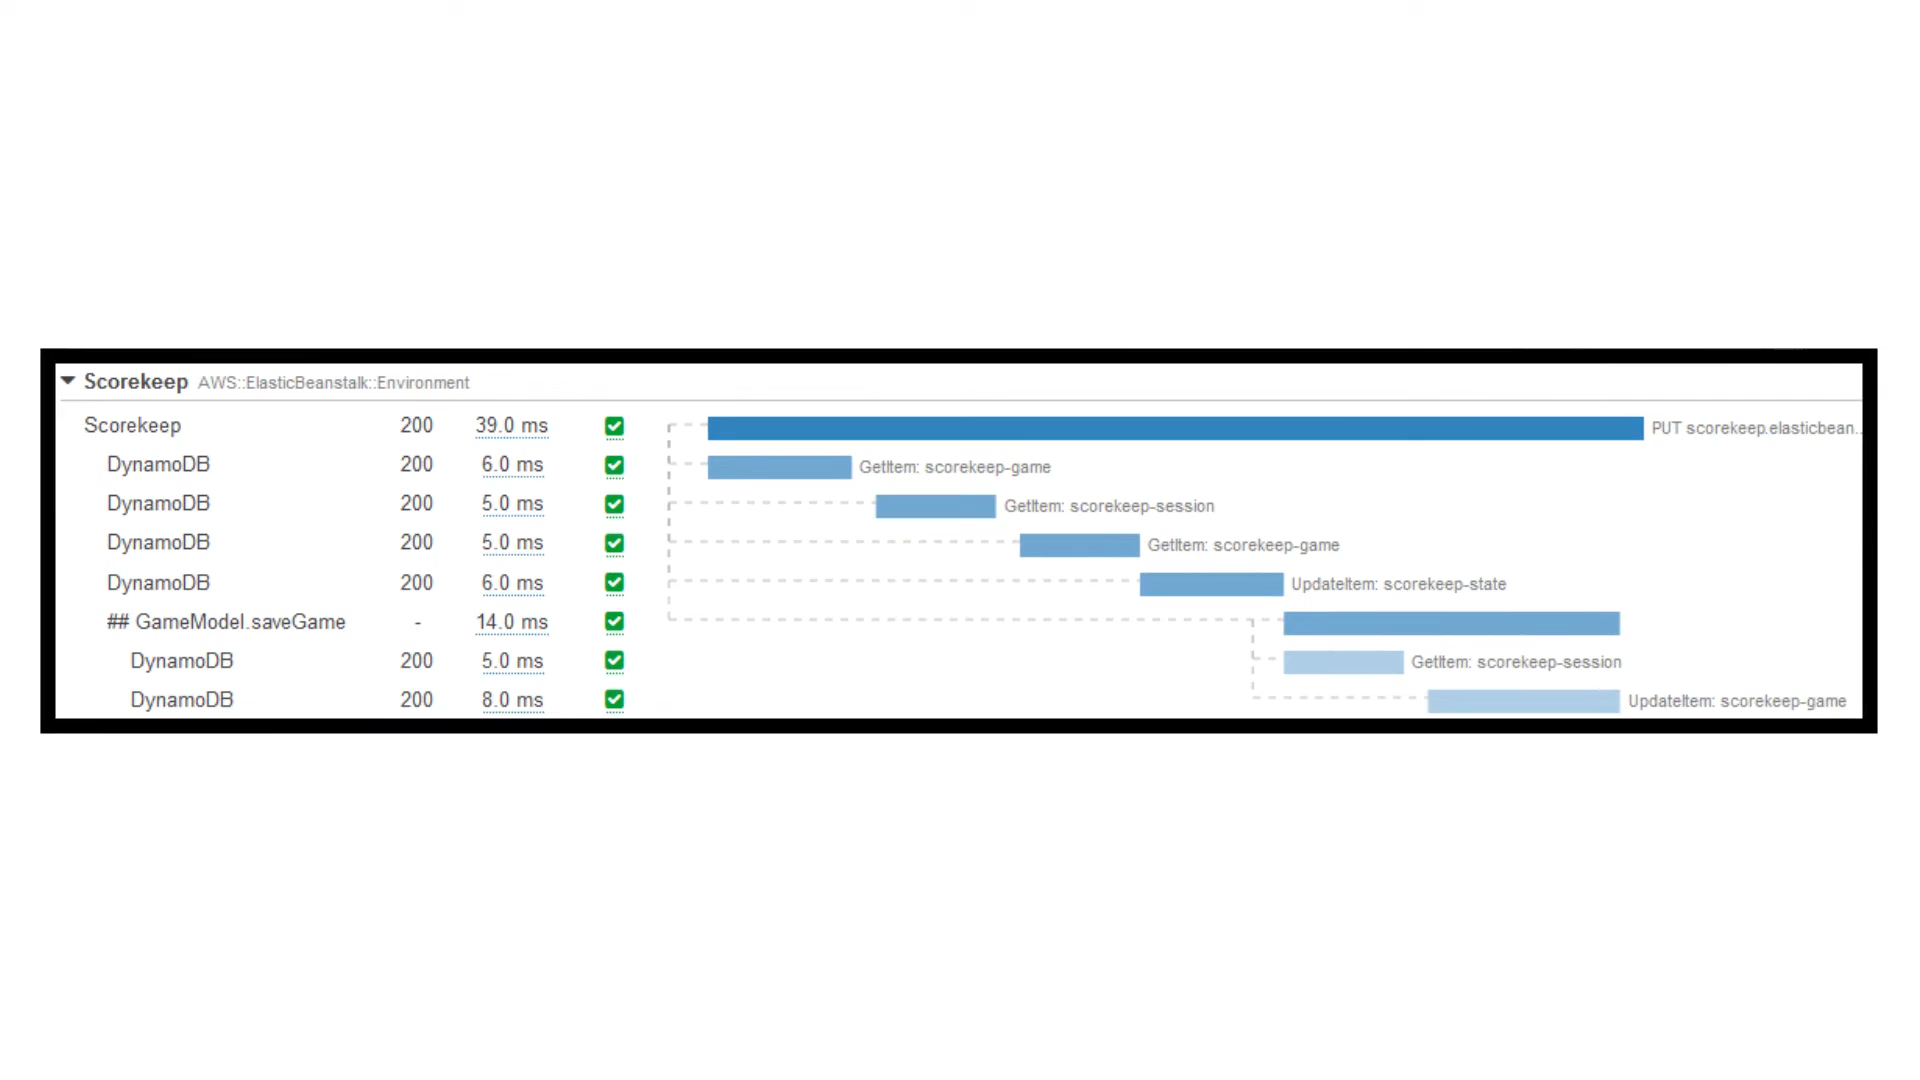 Scorekeep AWS::ElasticBeanstalk::Environment
Scorekeep 200 39.0 ms PUT scorekeep.elasticbean..
DynamoDB 200 6.0 ms GetItem: scorekeep-game
DynamoDB 200 5.0 ms GetItem: scorekeep-session
DynamoDB 200 5.0 ms GetItem: scorekeep-game
DynamoDB 200 6.0 ms UpdateItem: scorekeep-state
## GameModel.saveGame - 14.0 ms
DynamoDB 200 5.0 ms GetItem: scorekeep-session
DynamoDB 200 8.0 ms UpdateItem: scorekeep-game